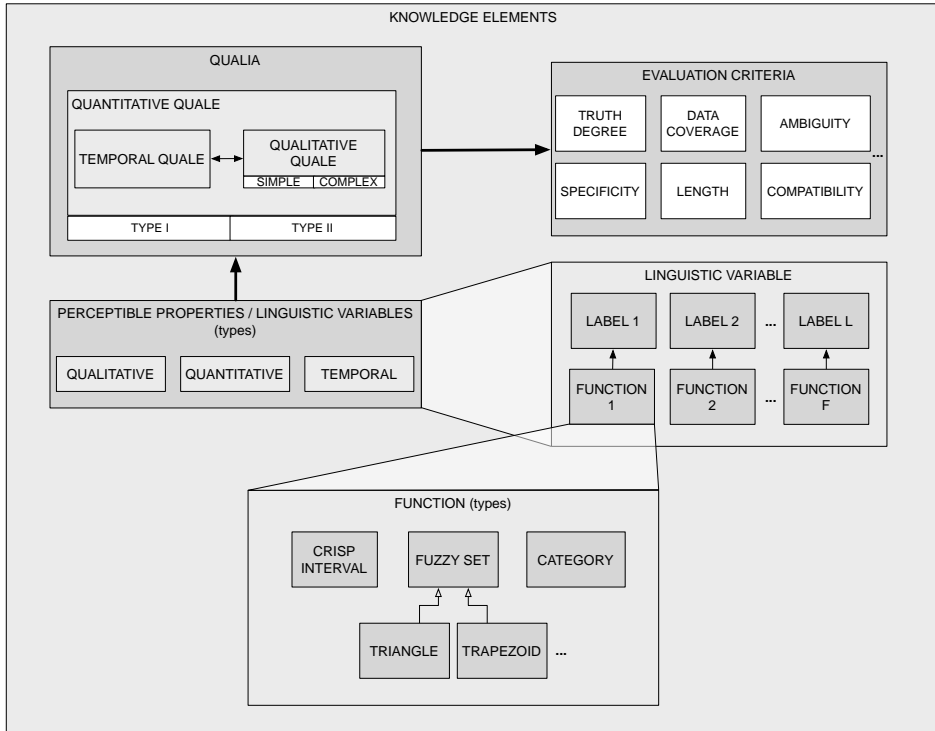 KNOWLEDGE ELEMENTS
QUALIA
QUANTITATIVE QUALE
TEMPORAL QUALE
QUALITATIVE
QUALE
SIMPLE
COMPLEX
TYPE I
TYPE II
EVALUATION CRITERIA
TRUTH
DEGREE
DATA
COVERAGE
AMBIGUITY
...
SPECIFICITY
LENGTH
COMPATIBILITY
PERCEPTIBLE PROPERTIES / LINGUISTIC VARIABLES
(types)
QUALITATIVE
QUANTITATIVE
TEMPORAL
LINGUISTIC VARIABLE
LABEL 1
LABEL 2
...
LABEL L
FUNCTION
1
FUNCTION
2
...
FUNCTION
F
FUNCTION (types)
CRISP
INTERVAL
FUZZY SET
CATEGORY
TRIANGLE
TRAPEZOID
...